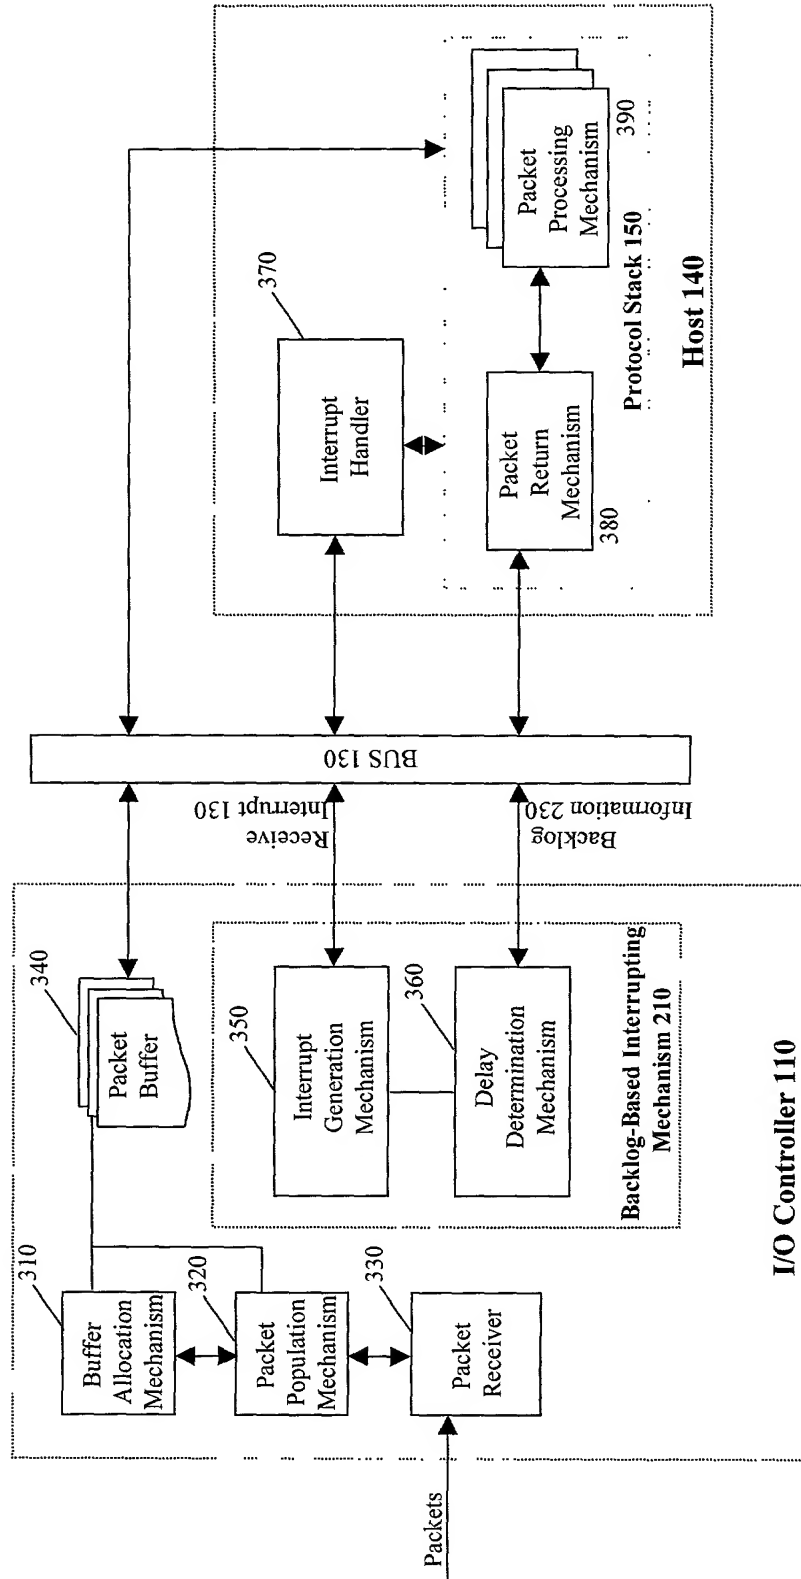 Packets
310
Buffer
Allocation
Mechanism
320
Packet
Population
Mechanism
330
Packet
Receiver
340
Packet
Buffer
350
Interrupt
Generation
Mechanism
360
Delay
Determination
Mechanism
Backlog-Based Interrupting
Mechanism 210
I/O Controller 110
Receive
Interrupt 130
Backlog
Information 230
BUS 130
370
Interrupt
Handler
Packet
Return
Mechanism
380
Packet
Processing
Mechanism
390
Protocol Stack 150
Host 140